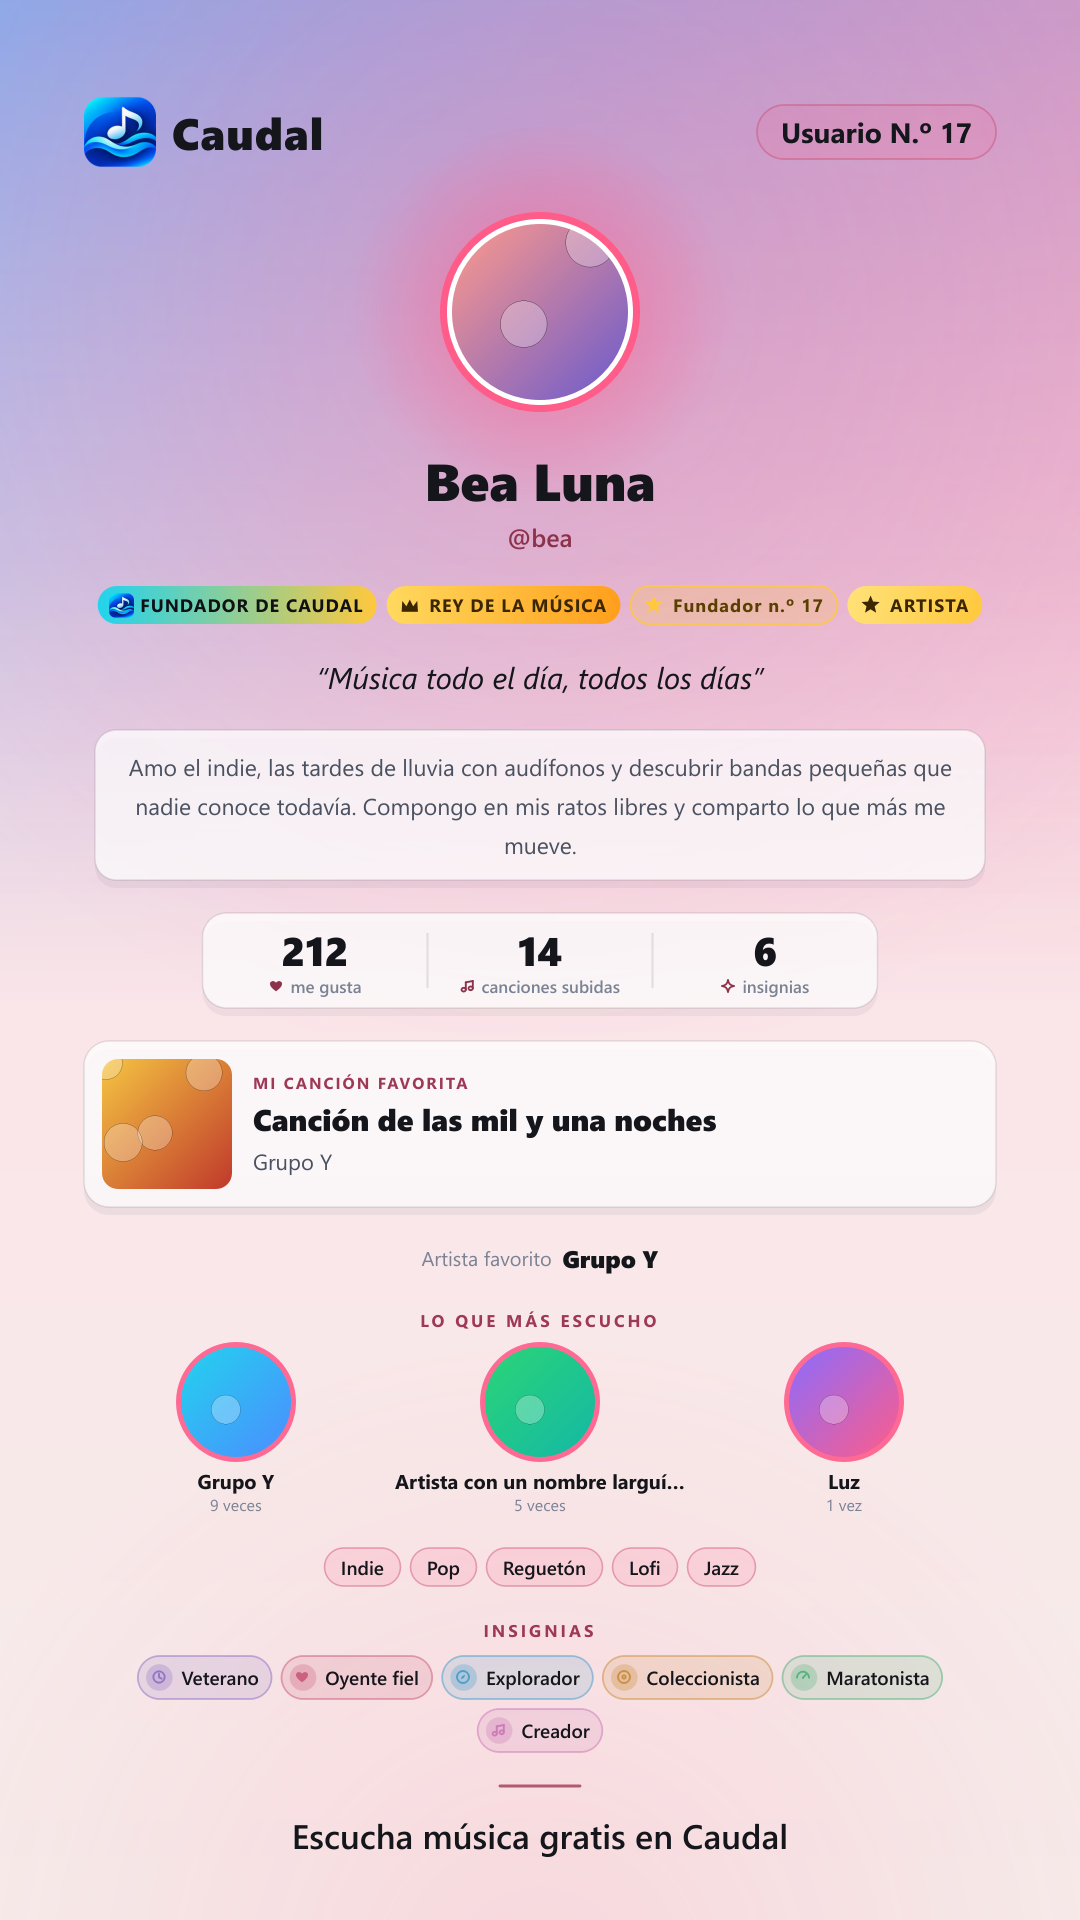 Caudal
Usuario N.º 17
Bea Luna
@bea
FUNDADOR DE CAUDAL
REY DE LA MÚSICA
Fundador n.º 17
ARTISTA
“Música todo el día, todos los días”
Amo el indie, las tardes de lluvia con audífonos y descubrir bandas pequeñas que
nadie conoce todavía. Compongo en mis ratos libres y comparto lo que más me
mueve.
212
me gusta
14
canciones subidas
6
insignias
MI CANCIÓN FAVORITA
Canción de las mil y una noches
Grupo Y
Artista favorito Grupo Y
LO QUE MÁS ESCUCHO
Grupo Y
9 veces
Artista con un nombre larguí...
5 veces
Luz
1 vez
Indie
Pop
Reguetón
Lofi
Jazz
INSIGNIAS
Veterano
Oyente fiel
Explorador
Coleccionista
Maratonista
Creador
Escucha música gratis en Caudal